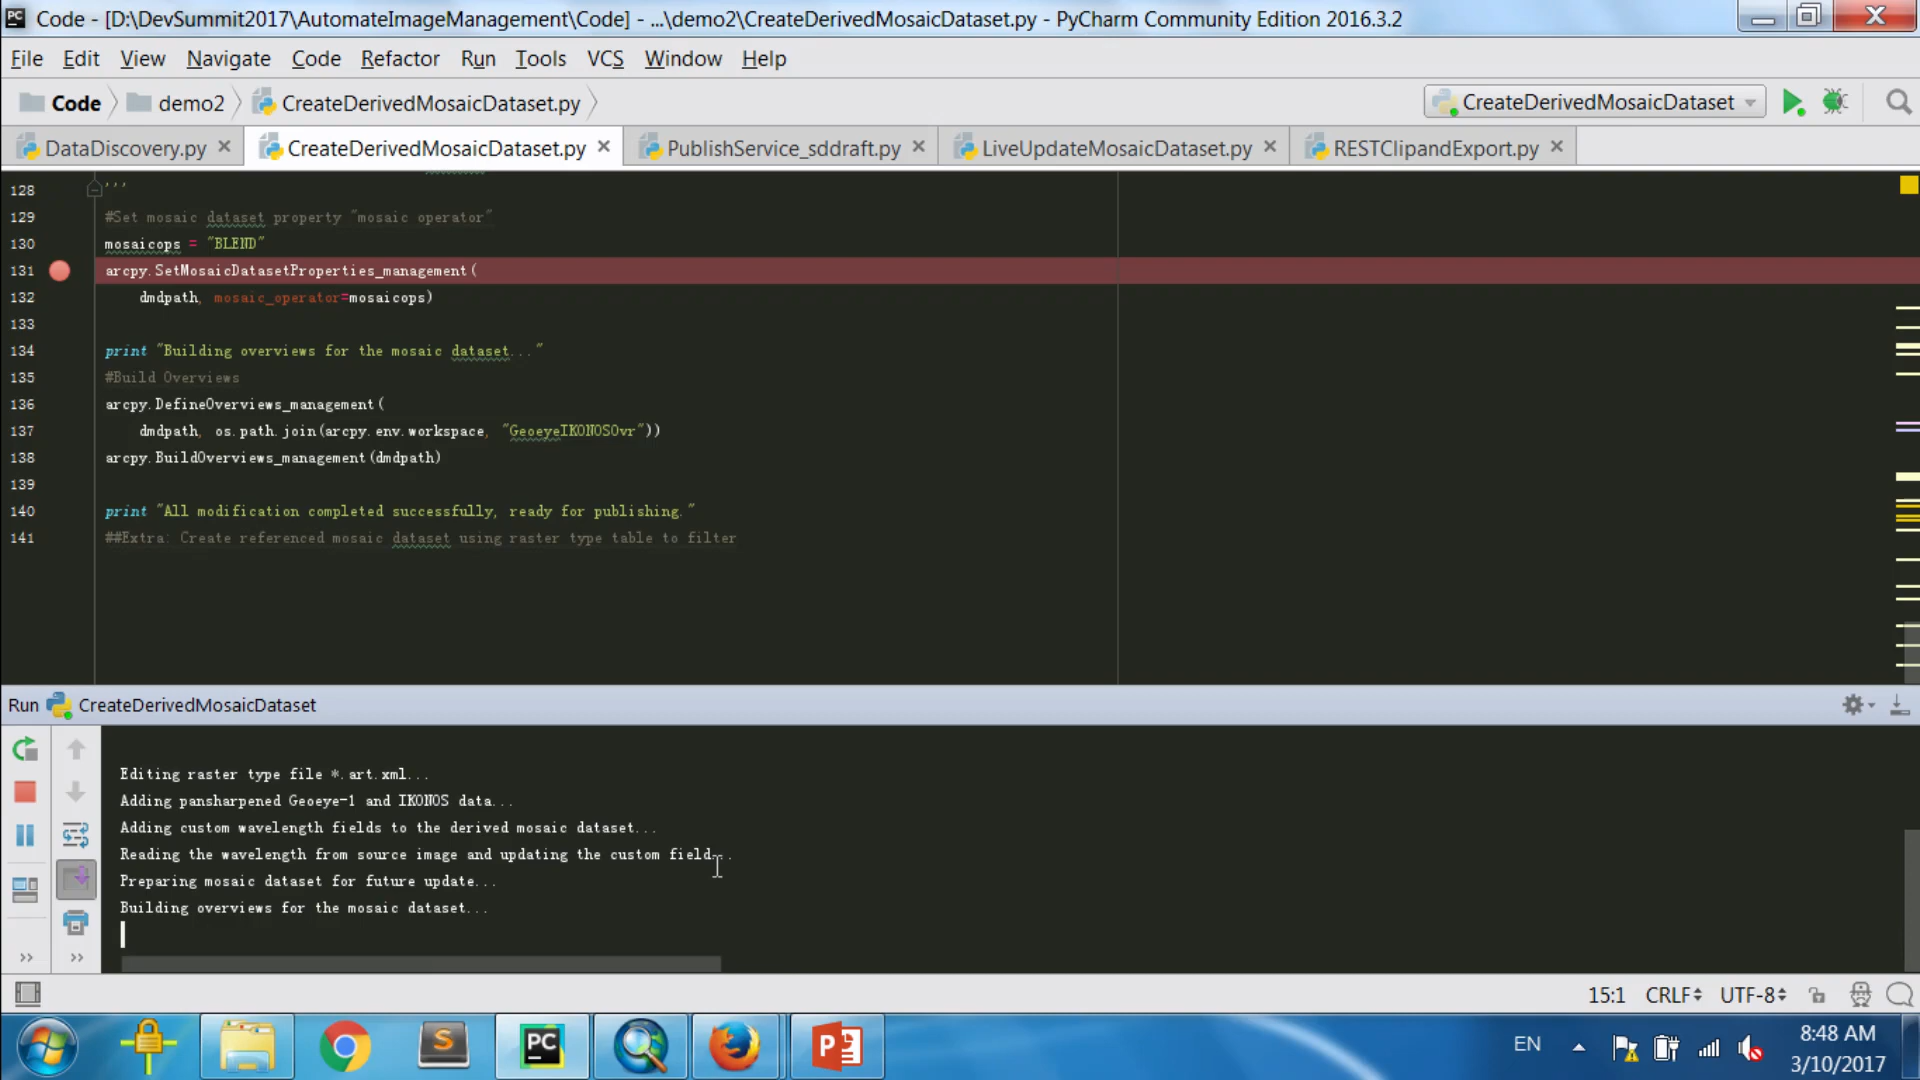 Code - [D:\DevSummit2017\AutomateImageManagement\Code] - ...\demo2\CreateDerivedMosaicDataset.py - PyCharm Community Edition 2016.3.2
File Edit View Navigate Code Refactor Run Tools VCS Window Help
Code demo2 CreateDerivedMosaicDataset.py CreateDerivedMosaicDataset
DataDiscovery.py CreateDerivedMosaicDataset.py PublishService_sddraft.py LiveUpdateMosaicDataset.py RESTClipandExport.py
128 '''
129 #Set mosaic dataset property "mosaic operator"
130 mosaicops = "BLEND"
131 arcpy.SetMosaicDatasetProperties_management(
132 dmdpath, mosaic_operator=mosaicops)
133
134 print "Building overviews for the mosaic dataset..."
135 #Build Overviews
136 arcpy.DefineOverviews_management(
137 dmdpath, os.path.join(arcpy.env.workspace, "GeoeyeIKONOSOvr"))
138 arcpy.BuildOverviews_management(dmdpath)
139
140 print "All modification completed successfully, ready for publishing."
141 ##Extra: Create referenced mosaic dataset using raster type table to filter
Run CreateDerivedMosaicDataset
Editing raster type file *.art.xml...
Adding pansharpened Geoeye-1 and IKONOS data...
Adding custom wavelength fields to the derived mosaic dataset...
Reading the wavelength from source image and updating the custom field...
Preparing mosaic dataset for future update...
Building overviews for the mosaic dataset...
15:1 CRLF UTF-8
EN 8:48 AM
3/10/2017